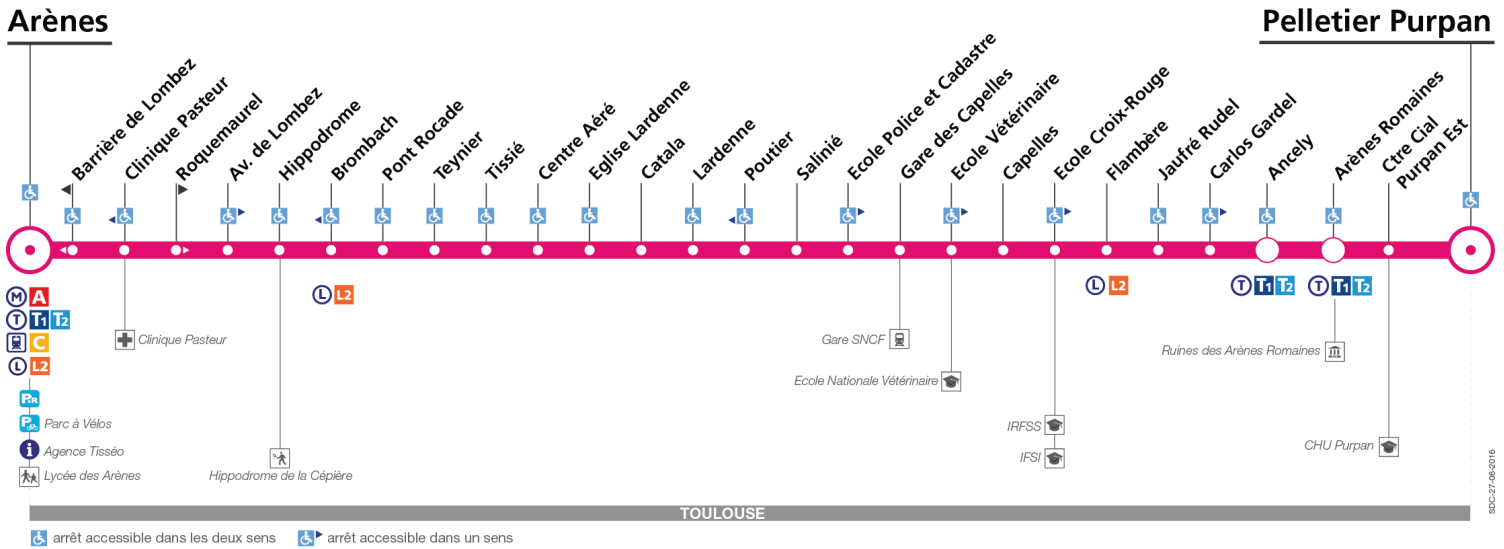 Arènes
Pelletier Purpan
Barrière de Lombez
Clinique Pasteur
Roquemaurel
Av. de Lombez
Hippodrome
Brombach
Pont Rocade
Teynier
Tissié
Centre Aéré
Eglise Lardenne
Catala
Lardenne
Poutier
Salinié
Ecole Police et Cadastre
Gare des Capelles
Ecole Vétérinaire
Capelles
Ecole Croix-Rouge
Flambère
Jaufré Rudel
Carlos Gardel
Ancely
Arènes Romaines
Ctre Cial
Purpan Est
M A
T T1 T2
C
L L2
P+R
P
Parc à Vélos
i Agence Tisséo
Lycée des Arènes
Clinique Pasteur
Hippodrome de la Cépière
L L2
Gare SNCF
Ecole Nationale Vétérinaire
IRFSS
IFSI
L L2
T T1 T2
T T1 T2
Ruines des Arènes Romaines
CHU Purpan
SDC-27-06-2016
TOULOUSE
arrêt accessible dans les deux sens
arrêt accessible dans un sens